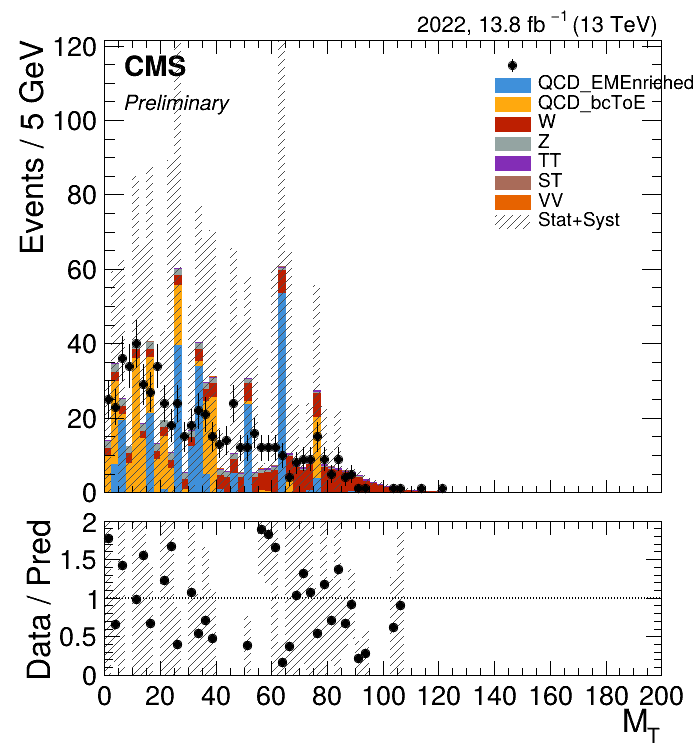 2022, 13.8 fb⁻¹ (13 TeV)
CMS
Preliminary
QCD_EMEnriched
QCD_bcToE
W
Z
TT
ST
VV
Stat+Syst
Events / 5 GeV
120
100
80
60
40
20
0
Data / Pred
2
1.5
1
0.5
0
0 20 40 60 80 100 120 140 160 180 200
M_T